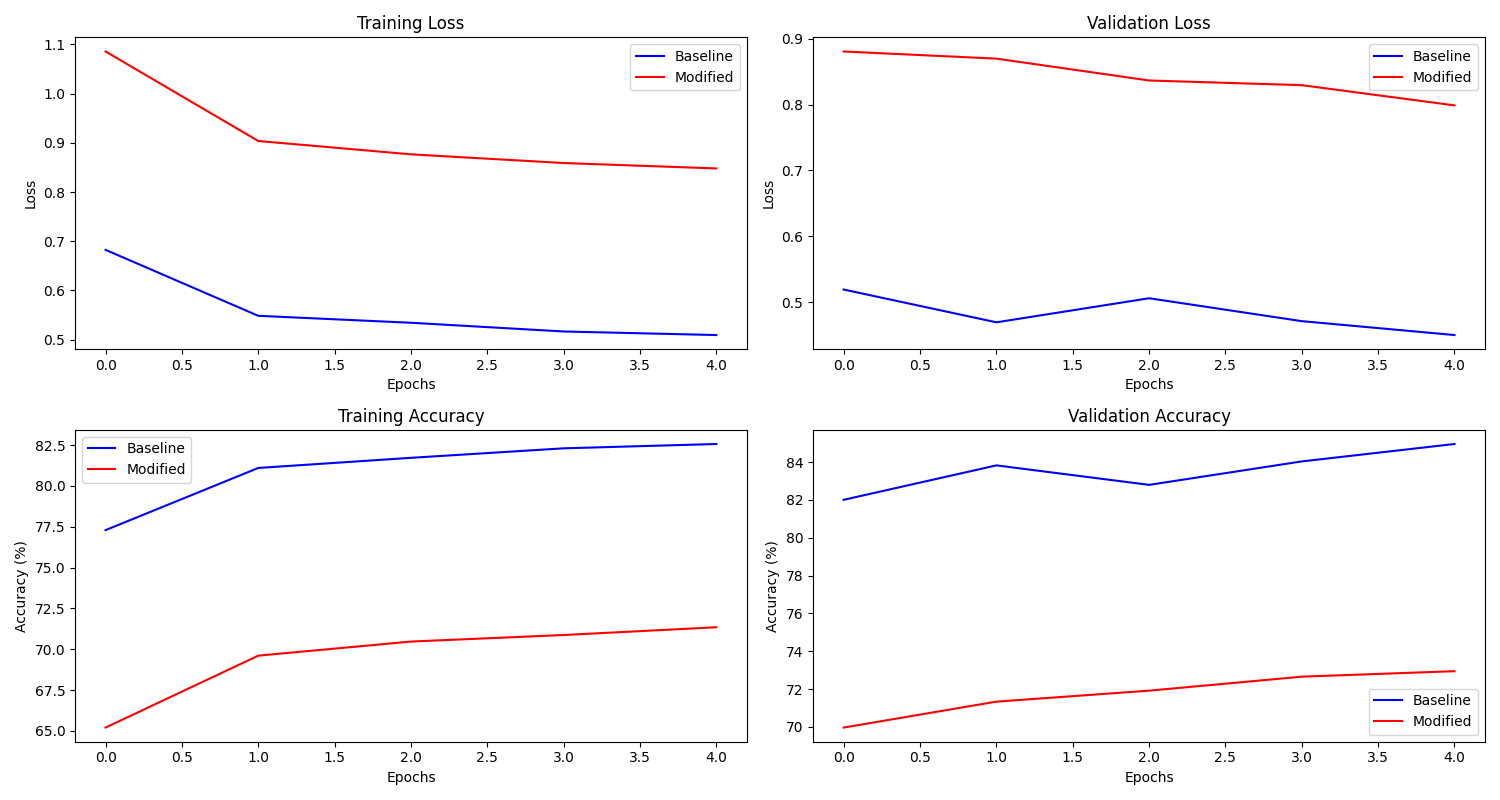 Training Loss
1.1
1.0
0.9
0.8
0.7
0.6
0.5
Loss
Baseline
Modified
0.0 0.5 1.0 1.5 2.0 2.5 3.0 3.5 4.0
Epochs
Validation Loss
0.9
0.8
0.7
0.6
0.5
Loss
Baseline
Modified
0.0 0.5 1.0 1.5 2.0 2.5 3.0 3.5 4.0
Epochs
Training Accuracy
82.5
80.0
77.5
75.0
72.5
70.0
67.5
65.0
Accuracy (%)
Baseline
Modified
0.0 0.5 1.0 1.5 2.0 2.5 3.0 3.5 4.0
Epochs
Validation Accuracy
84
82
80
78
76
74
72
70
Accuracy (%)
Baseline
Modified
0.0 0.5 1.0 1.5 2.0 2.5 3.0 3.5 4.0
Epochs